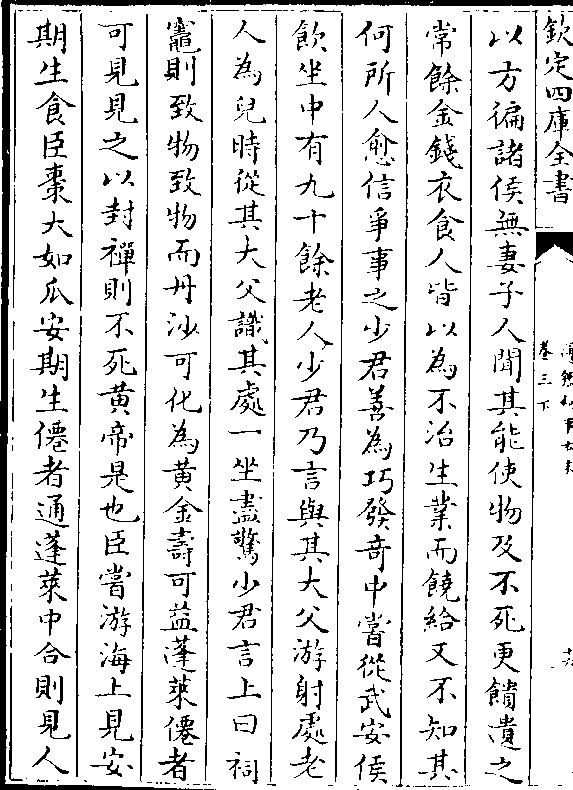 欽定四庫全書
卷三下
以方徧諸侯無妻子人聞其能使物及不死更饋遺之
常餘金錢衣食人皆以為不治生業而饒給又不知其
何所人愈信爭事之少君善為巧發奇中嘗從武安侯
飲坐中有九十餘老人少君乃言與其大父游射處老
人為兒時從其大父識其處一坐盡驚少君言上曰祠
竈則致物致物而丹沙可化為黃金壽可益蓬萊僊者
可見見之以封禪則不死黃帝是也臣嘗游海上見安
期生食臣棗大如瓜安期生僊者通蓬萊中合則見人